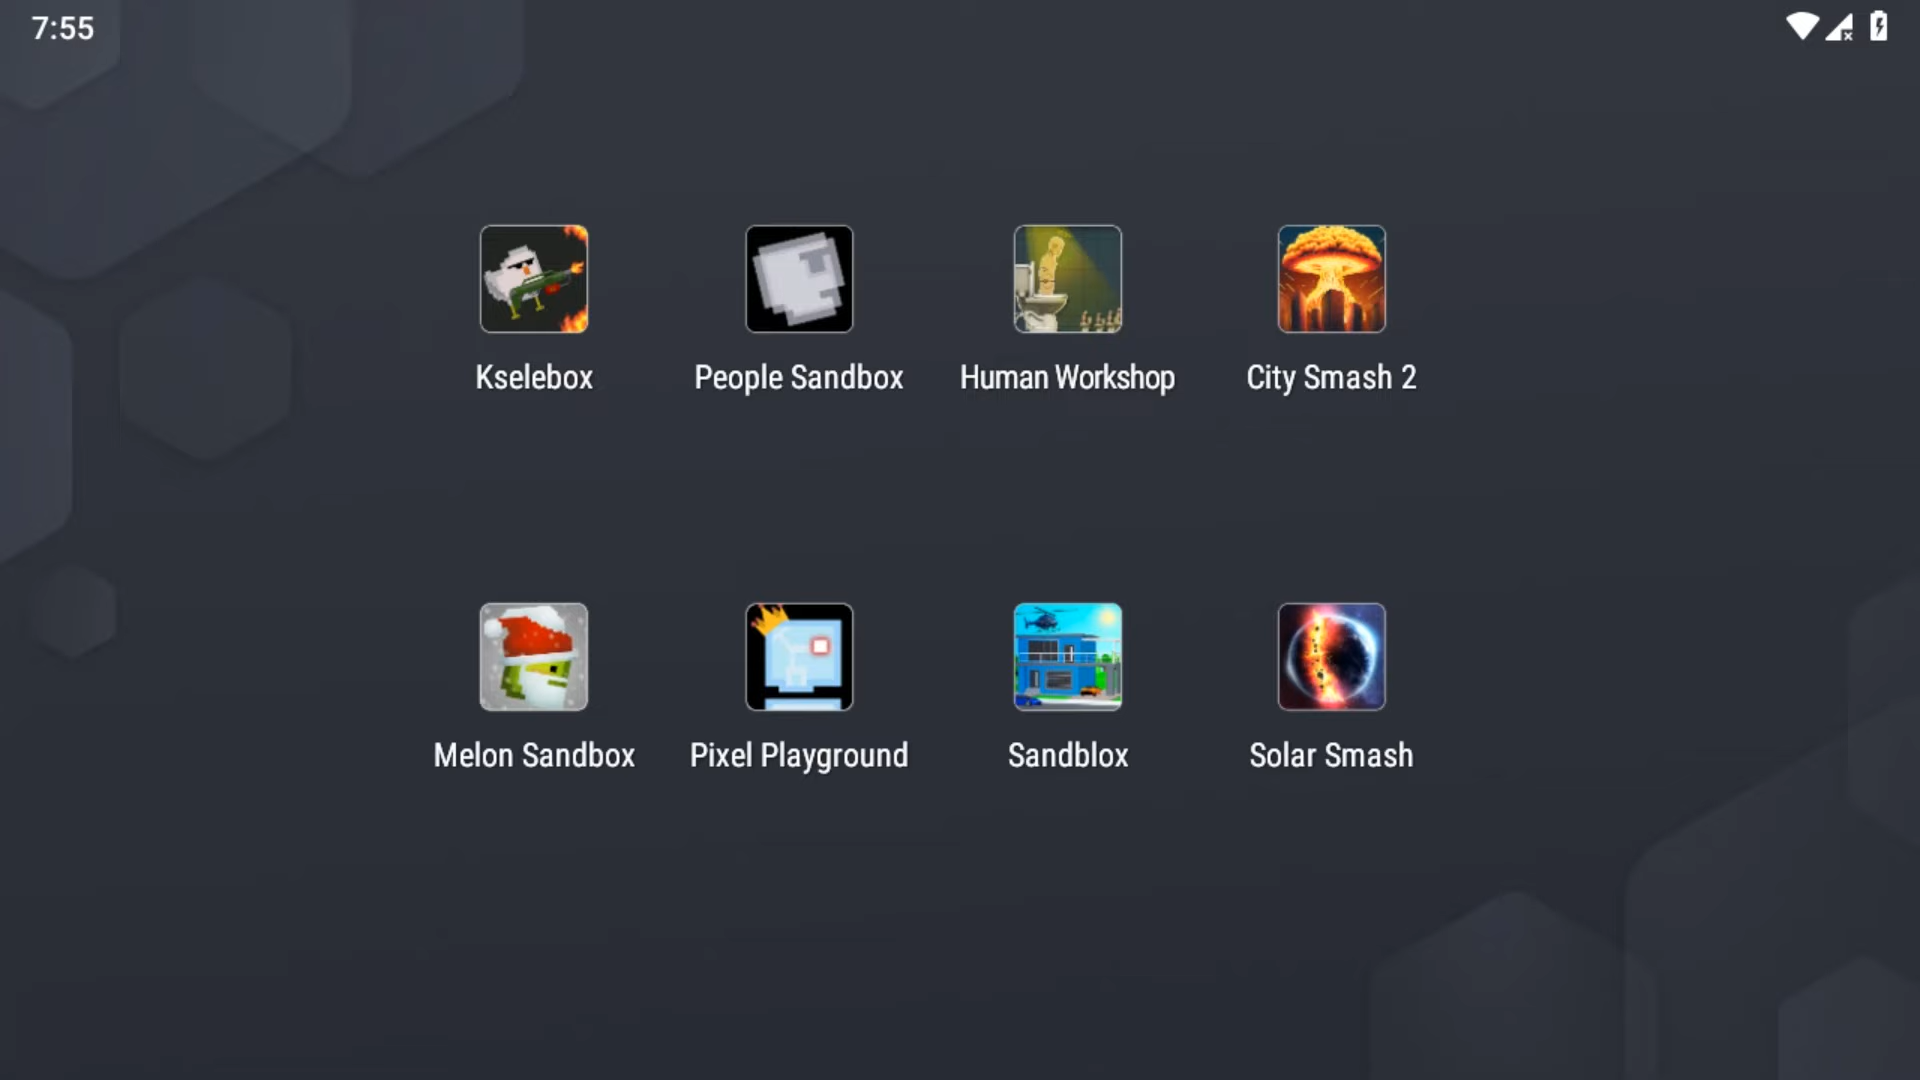 7:55
Kselebox
People Sandbox
Human Workshop
City Smash 2
Melon Sandbox
Pixel Playground
Sandblox
Solar Smash